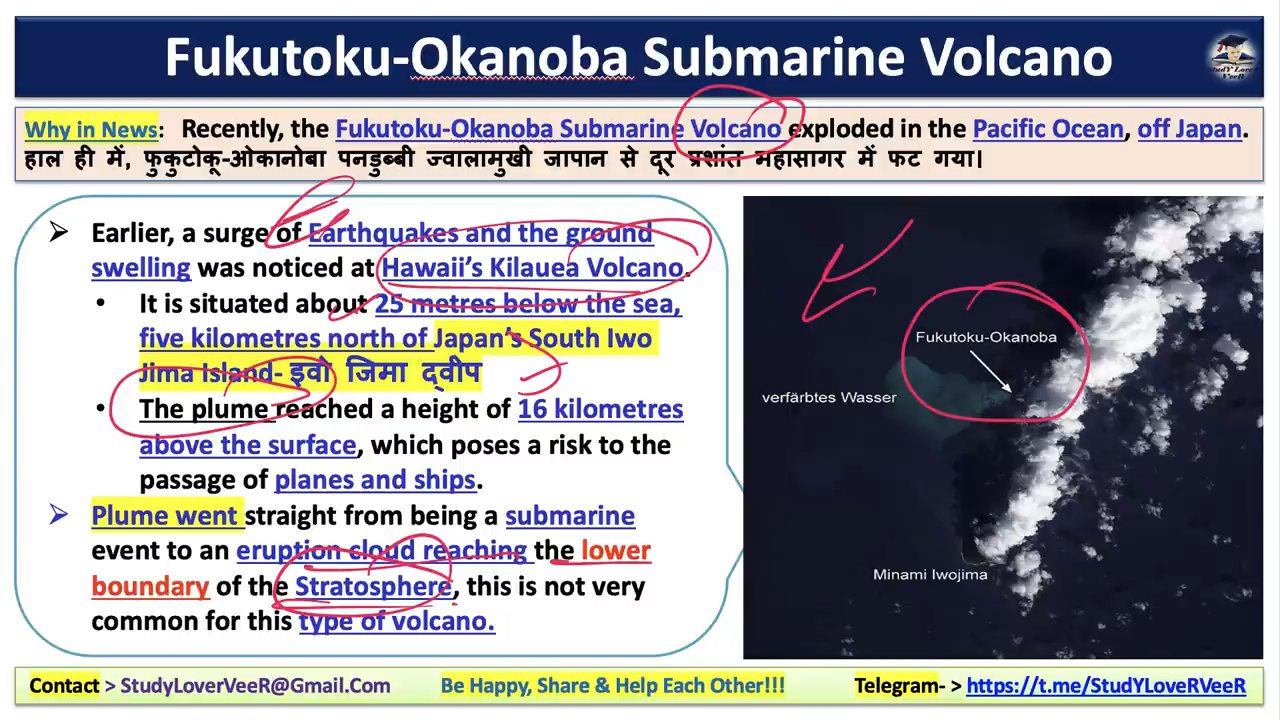 Fukutoku-Okanoba Submarine Volcano
Why in News: Recently, the Fukutoku-Okanoba Submarine Volcano exploded in the Pacific Ocean, off Japan.
हाल ही में, फुकुटोकू-ओकानोबा पनडुब्बी ज्वालामुखी जापान से दूर प्रशांत महासागर में फट गया।
Earlier, a surge of Earthquakes and the ground
swelling was noticed at Hawaii's Kilauea Volcano.
It is situated about 25 metres below the sea,
five kilometres north of Japan's South Iwo
Jima Island- इवो जिमा द्वीप
The plume reached a height of 16 kilometres
above the surface, which poses a risk to the
passage of planes and ships.
Plume went straight from being a submarine
event to an eruption cloud reaching the lower
boundary of the Stratosphere, this is not very
common for this type of volcano.
Fukutoku-Okanoba
verfärbtes Wasser
Minami Iwojima
Contact > StudyLoverVeeR@Gmail.Com Be Happy, Share & Help Each Other!!! Telegram- > https://t.me/StudYLoveRVeeR